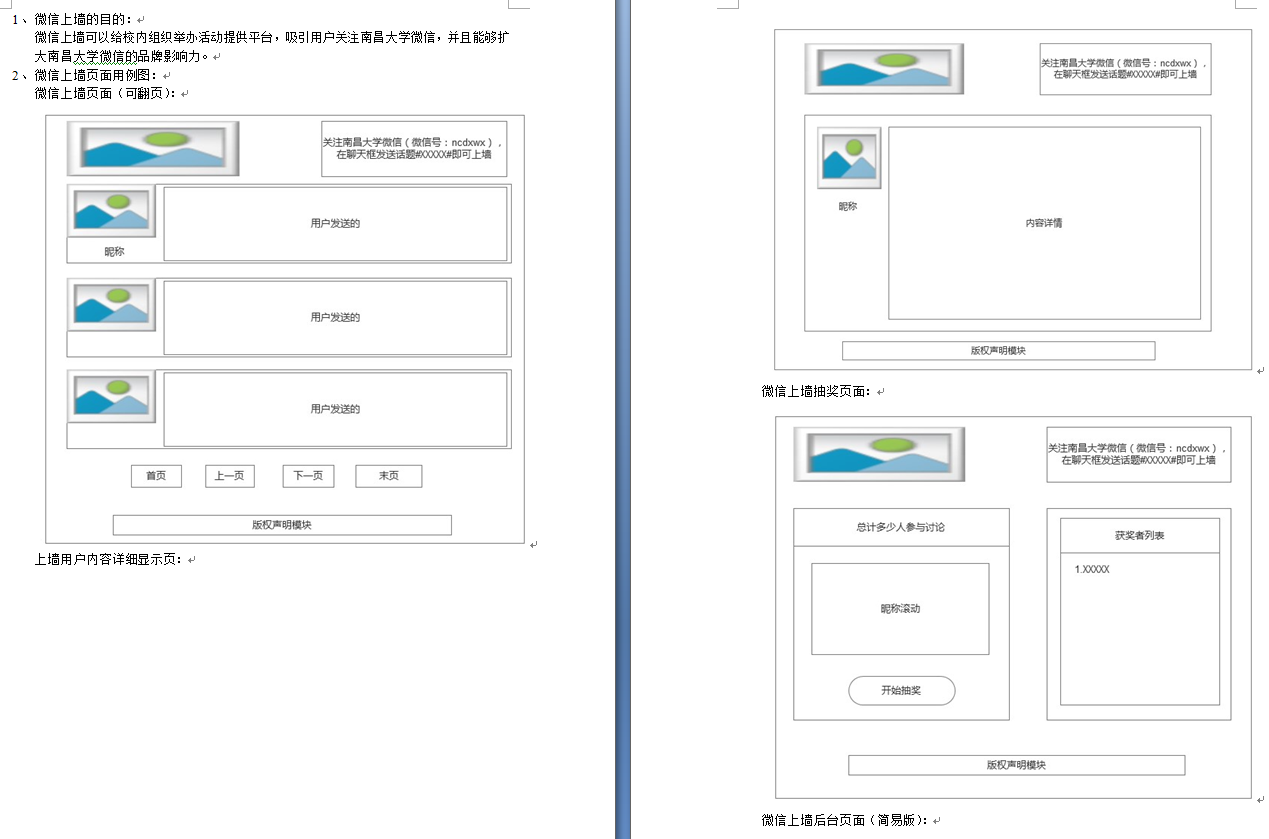 1、微信上墙的目的：
微信上墙可以给校内组织举办活动提供平台，吸引用户关注南昌大学微信，并且能够扩
大南昌大学微信的品牌影响力。
2、微信上墙页面用例图：
微信上墙页面（可翻页）：
关注南昌大学微信（微信号：ncdxwx），
在聊天框发送话题#XXXXX#即可上墙
用户发送的
昵称
用户发送的
用户发送的
首页 上一页 下一页 末页
版权声明模块
上墙用户内容详细显示页：
关注南昌大学微信（微信号：ncdxwx），
在聊天框发送话题#XXXXX#即可上墙
昵称
内容详情
版权声明模块
微信上墙抽奖页面：
关注南昌大学微信（微信号：ncdxwx），
在聊天框发送话题#XXXXX#即可上墙
总计多少人参与讨论
昵称滚动
开始抽奖
获奖者列表
1.XXXXX
版权声明模块
微信上墙后台页面（简易版）：